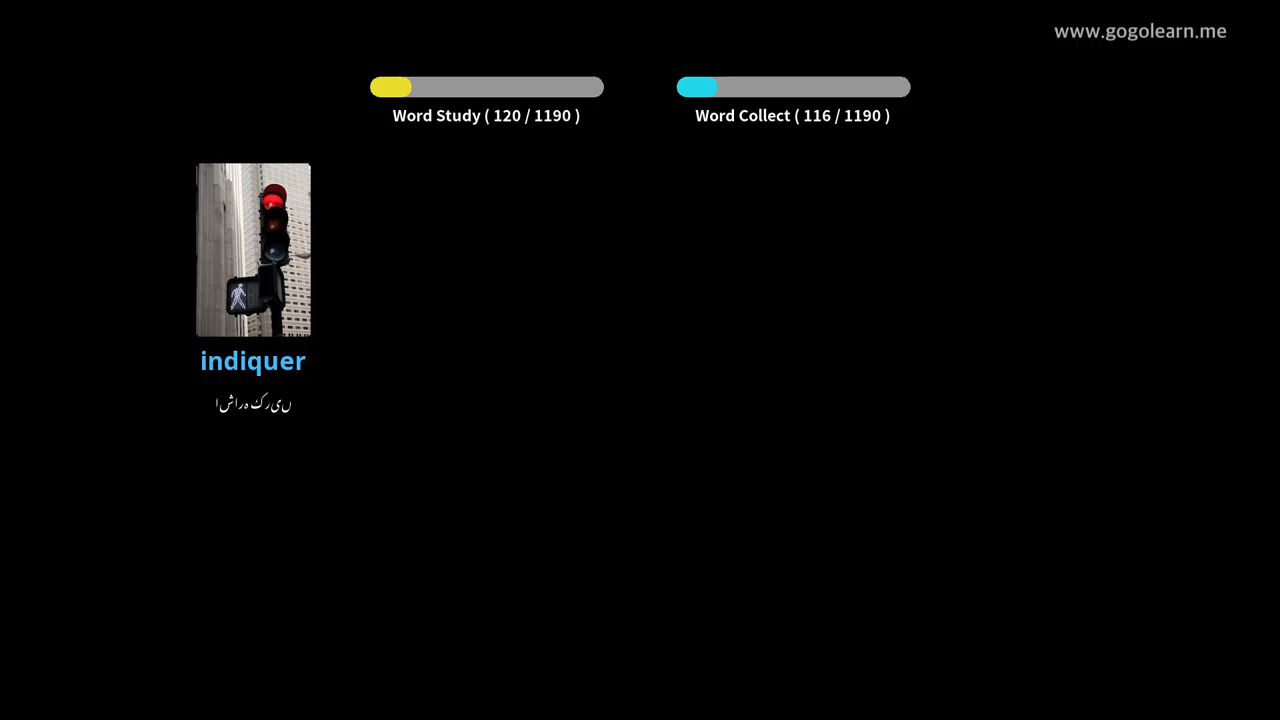 www.gogolearn.me
Word Study ( 120 / 1190 )
Word Collect ( 116 / 1190 )
indiquer
اشارہ کریں